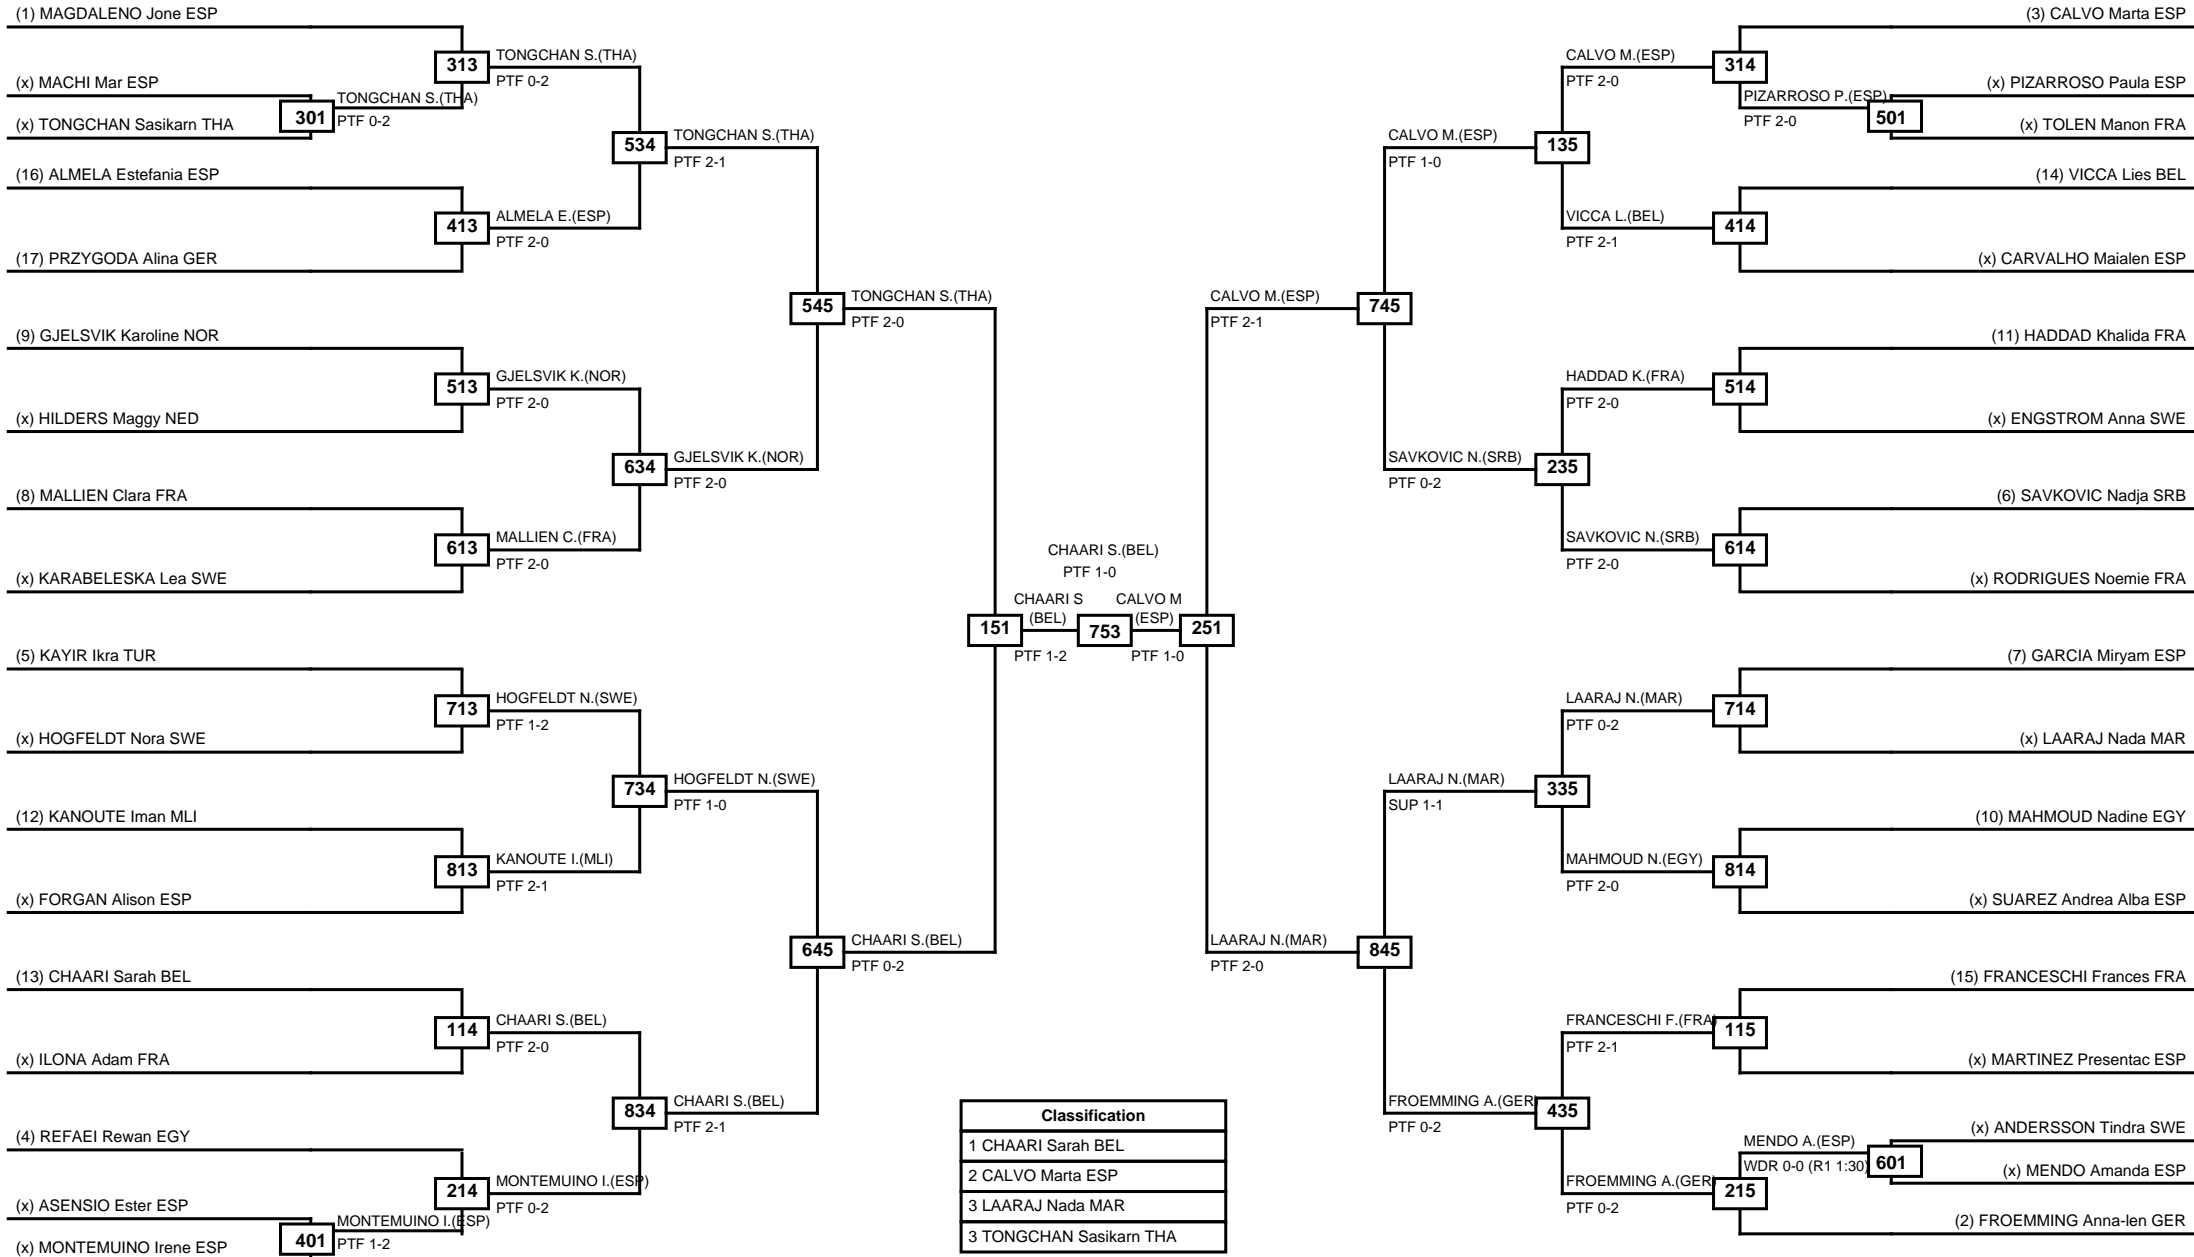 (1) MAGDALENO Jone ESP
313
TONGCHAN S.(THA)
PTF 0-2
(x) MACHI Mar ESP
301
TONGCHAN S.(THA)
PTF 0-2
(x) TONGCHAN Sasikarn THA
534
TONGCHAN S.(THA)
PTF 2-1
(16) ALMELA Estefania ESP
413
ALMELA E.(ESP)
PTF 2-0
(17) PRZYGODA Alina GER
545
TONGCHAN S.(THA)
PTF 2-0
(9) GJELSVIK Karoline NOR
513
GJELSVIK K.(NOR)
PTF 2-0
(x) HILDERS Maggy NED
634
GJELSVIK K.(NOR)
PTF 2-0
(8) MALLIEN Clara FRA
613
MALLIEN C.(FRA)
PTF 2-0
(x) KARABELESKA Lea SWE
151
CHAARI S
(BEL)
PTF 1-2
(5) KAYIR Ikra TUR
713
HOGFELDT N.(SWE)
PTF 1-2
(x) HOGFELDT Nora SWE
734
HOGFELDT N.(SWE)
PTF 1-0
(12) KANOUTE Iman MLI
813
KANOUTE I.(MLI)
PTF 2-1
(x) FORGAN Alison ESP
645
CHAARI S.(BEL)
PTF 0-2
(13) CHAARI Sarah BEL
114
CHAARI S.(BEL)
PTF 2-0
(x) ILONA Adam FRA
834
CHAARI S.(BEL)
PTF 2-1
(4) REFAEI Rewan EGY
214
MONTEMUINO I.(ESP)
PTF 0-2
(x) ASENSIO Ester ESP
401
MONTEMUINO I.(ESP)
PTF 1-2
(x) MONTEMUINO Irene ESP
CHAARI S.(BEL)
PTF 1-0
753
CALVO M
(ESP)
251
PTF 1-0
(3) CALVO Marta ESP
CALVO M.(ESP)
314
PTF 2-0
(x) PIZARROSO Paula ESP
PIZARROSO P.(ESP)
501
PTF 2-0
(x) TOLEN Manon FRA
CALVO M.(ESP)
135
PTF 1-0
(14) VICCA Lies BEL
VICCA L.(BEL)
414
PTF 2-1
(x) CARVALHO Maialen ESP
CALVO M.(ESP)
745
PTF 2-1
(11) HADDAD Khalida FRA
HADDAD K.(FRA)
514
PTF 2-0
(x) ENGSTROM Anna SWE
SAVKOVIC N.(SRB)
235
PTF 0-2
(6) SAVKOVIC Nadja SRB
SAVKOVIC N.(SRB)
614
PTF 2-0
(x) RODRIGUES Noemie FRA
(7) GARCIA Miryam ESP
LAARAJ N.(MAR)
714
PTF 0-2
(x) LAARAJ Nada MAR
LAARAJ N.(MAR)
335
SUP 1-1
(10) MAHMOUD Nadine EGY
MAHMOUD N.(EGY)
814
PTF 2-0
(x) SUAREZ Andrea Alba ESP
LAARAJ N.(MAR)
845
PTF 2-0
(15) FRANCESCHI Frances FRA
FRANCESCHI F.(FRA)
115
PTF 2-1
(x) MARTINEZ Presentac ESP
FROEMMING A.(GER)
435
PTF 0-2
(x) ANDERSSON Tindra SWE
MENDO A.(ESP)
601
WDR 0-0 (R1 1:30)
(x) MENDO Amanda ESP
FROEMMING A.(GER)
215
PTF 0-2
(2) FROEMMING Anna-len GER
Classification
1 CHAARI Sarah BEL
2 CALVO Marta ESP
3 LAARAJ Nada MAR
3 TONGCHAN Sasikarn THA